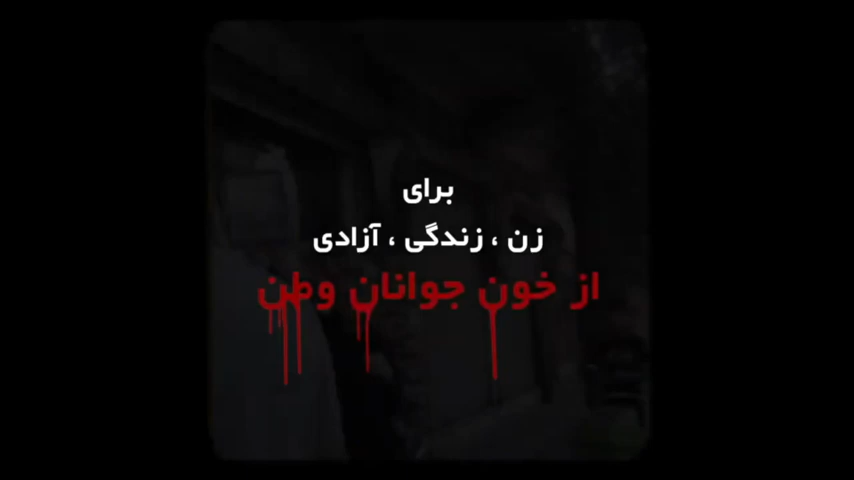 برای
زن ، زندگی ، آزادی
از خون جوانان وطن